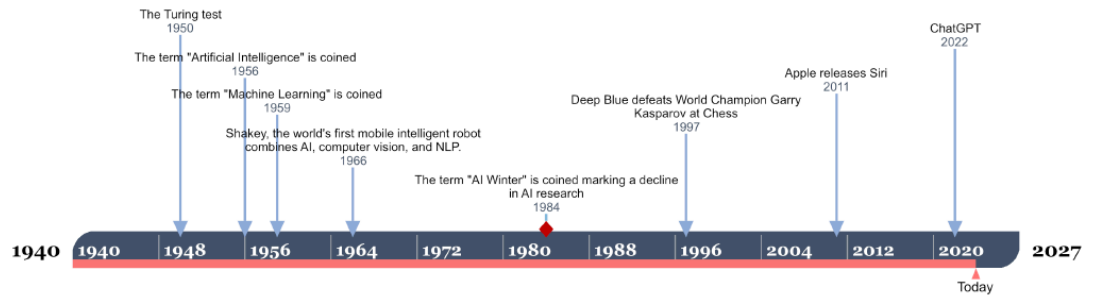 The Turing test
1950
The term "Artificial Intelligence" is coined
1956
The term "Machine Learning" is coined
1959
Shakey, the world's first mobile intelligent robot
combines AI, computer vision, and NLP.
1966
The term "AI Winter" is coined marking a decline
in AI research
1984
Deep Blue defeats World Champion Garry
Kasparov at Chess
1997
Apple releases Siri
2011
ChatGPT
2022
1940
1940 1948 1956 1964 1972 1980 1988 1996 2004 2012 2020
2027
Today